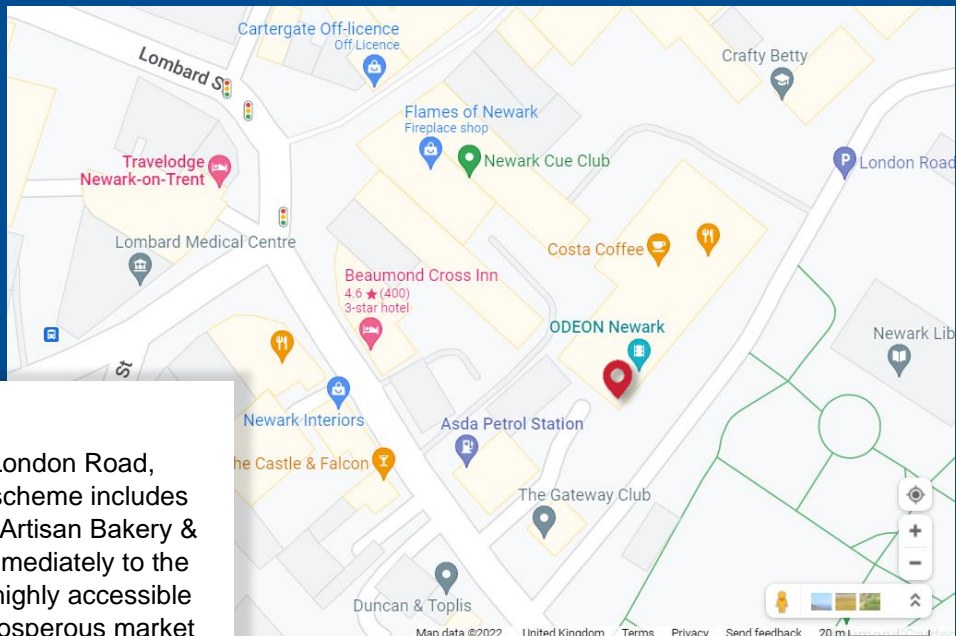 Cartergate Off-licence
Off Licence
Lombard S
Crafty Betty
Flames of Newark
Fireplace shop
Newark Cue Club
P
London Road
Travelodge
Newark-on-Trent
Lombard Medical Centre
Costa Coffee
Beaumond Cross Inn
4.6 ★ (400)
3-star hotel
ODEON Newark
Newark Lib
St
Newark Interiors
Asda Petrol Station
he Castle & Falcon
The Gateway Club
Duncan & Toplis
ondon Road,
scheme includes
Artisan Bakery &
mediately to the
highly accessible
osperous market
Map data ©2022 United Kingdom Terms Privacy Send feedback 20 m